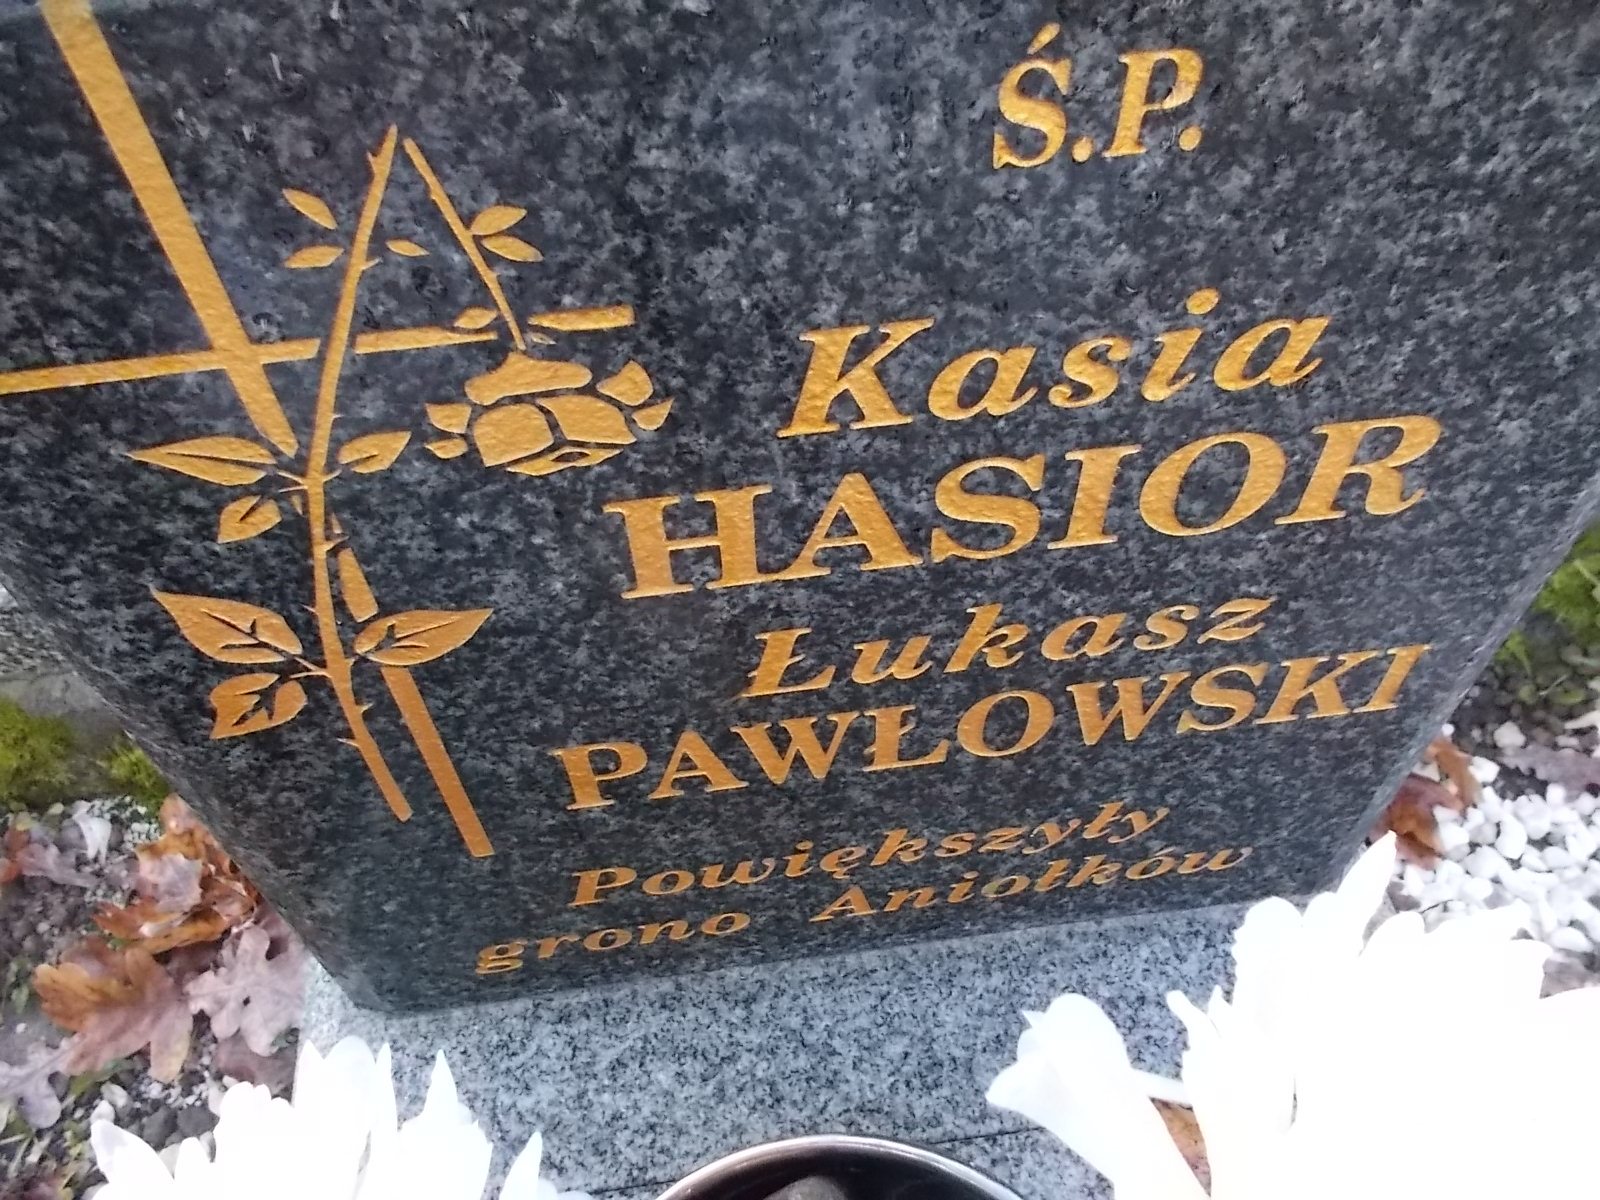 Ś.P.
Kasia
HASIOR
Łukasz
PAWŁOWSKI
Powiększyły
grono Aniołków